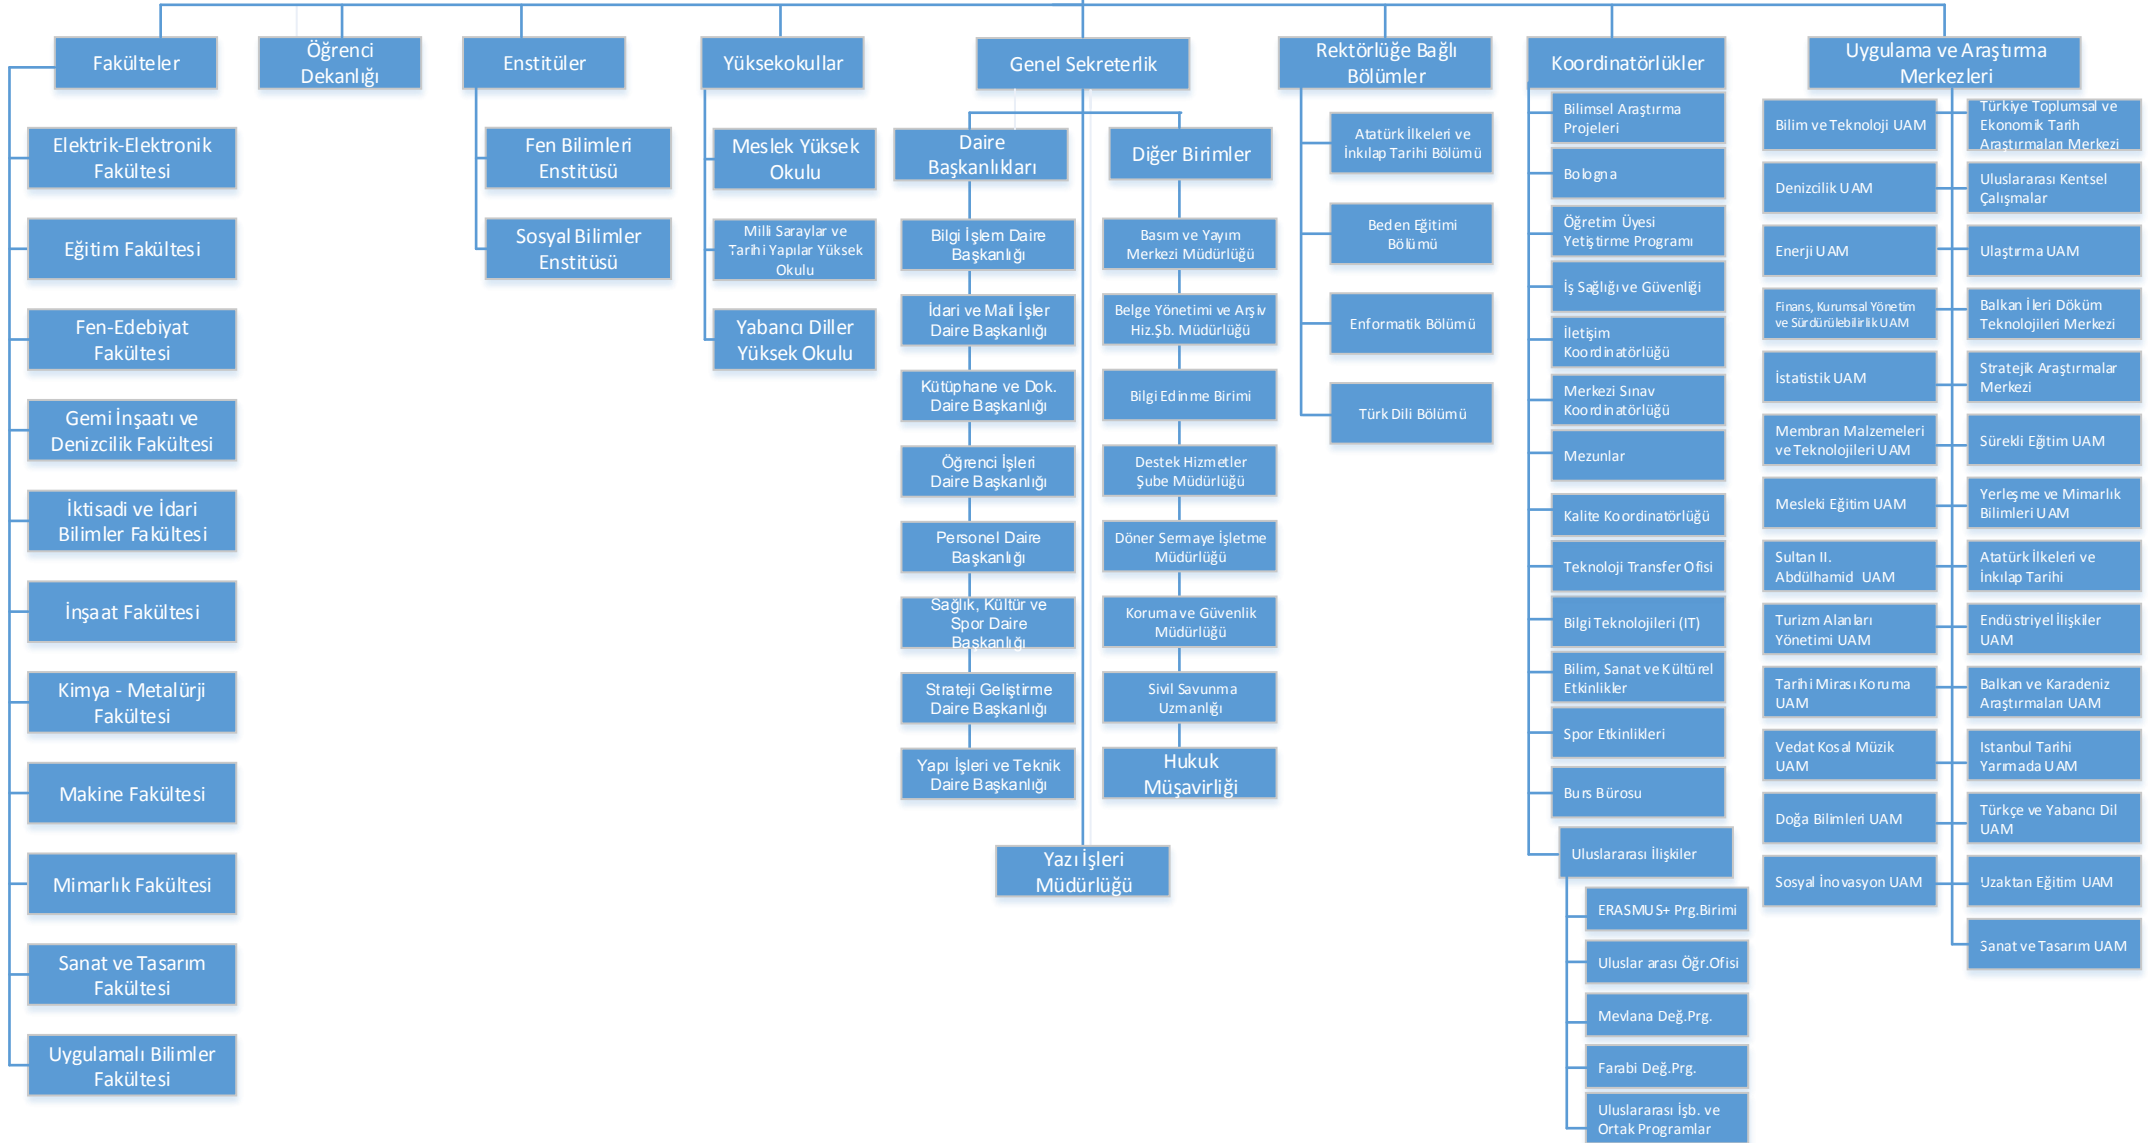 Fakülteler
Öğrenci
Dekanlığı
Enstitüler
Yüksekokullar
Genel Sekreterlik
Rektörlüğe Bağlı
Bölümler
Koordinatörlükler
Uygulama ve Araştırma
Merkezleri
Elektrik-Elektronik
Fakültesi
Eğitim Fakültesi
Fen-Edebiyat
Fakültesi
Gemi İnşaatı ve
Denizcilik Fakültesi
İktisadi ve İdari
Bilimler Fakültesi
İnşaat Fakültesi
Kimya - Metalürji
Fakültesi
Makine Fakültesi
Mimarlık Fakültesi
Sanat ve Tasarım
Fakültesi
Uygulamalı Bilimler
Fakültesi
Fen Bilimleri
Enstitüsü
Sosyal Bilimler
Enstitüsü
Meslek Yüksek
Okulu
Milli Saraylar ve
Tarihi Yapılar Yüksek
Okulu
Yabancı Diller
Yüksek Okulu
Daire
Başkanlıkları
Bilgi İşlem Daire
Başkanlığı
İdari ve Mali İşler
Daire Başkanlığı
Kütüphane ve Dok.
Daire Başkanlığı
Öğrenci İşleri
Daire Başkanlığı
Personel Daire
Başkanlığı
Sağlık, Kültür ve
Spor Daire
Başkanlığı
Strateji Geliştirme
Daire Başkanlığı
Yapı İşleri ve Teknik
Daire Başkanlığı
Diğer Birimler
Basım ve Yayım
Merkezi Müdürlüğü
Belge Yönetimi ve Arşiv
Hiz.Şb. Müdürlüğü
Bilgi Edinme Birimi
Destek Hizmetler
Şube Müdürlüğü
Döner Sermaye İşletme
Müdürlüğü
Koruma ve Güvenlik
Müdürlüğü
Sivil Savunma
Uzmanlığı
Hukuk
Müşavirliği
Yazı İşleri
Müdürlüğü
Atatürk İlkeleri ve
İnkılap Tarihi Bölümü
Beden Eğitimi
Bölümü
Enformatik Bölümü
Türk Dili Bölümü
Bilimsel Araştırma
Projeleri
Bologna
Öğretim Üyesi
Yetiştirme Programı
İş Sağlığı ve Güvenliği
İletişim
Koordinatörlüğü
Merkezi Sınav
Koordinatörlüğü
Mezunlar
Kalite Koordinatörlüğü
Teknoloji Transfer Ofisi
Bilgi Teknolojileri (IT)
Bilim, Sanat ve Kültürel
Etkinlikler
Spor Etkinlikleri
Burs Bürosu
Uluslararası İlişkiler
ERASMUS+ Prg.Birimi
Uluslar arası Öğr.Ofisi
Mevlana Değ.Prg.
Farabi Değ.Prg.
Uluslararası İşb. ve
Ortak Programlar
Bilim ve Teknoloji UAM
Denizcilik UAM
Enerji UAM
Finans, Kurumsal Yönetim
ve Sürdürülebilirlik UAM
İstatistik UAM
Membran Malzemeleri
ve Teknolojileri UAM
Mesleki Eğitim UAM
Sultan II.
Abdülhamid UAM
Turizm Alanları
Yönetimi UAM
Tarihi Mirası Koruma
UAM
Vedat Kosal Müzik
UAM
Doğa Bilimleri UAM
Sosyal İnovasyon UAM
Türkiye Toplumsal ve
Ekonomik Tarih
Araştırmaları Merkezi
Uluslararası Kentsel
Çalışmalar
Ulaştırma UAM
Balkan İleri Döküm
Teknolojileri Merkezi
Stratejik Araştırmalar
Merkezi
Sürekli Eğitim UAM
Yerleşme ve Mimarlık
Bilimleri UAM
Atatürk İlkeleri ve
İnkılap Tarihi
Endüstriyel İlişkiler
UAM
Balkan ve Karadeniz
Araştırmaları UAM
Istanbul Tarihi
Yarımada UAM
Türkçe ve Yabancı Dil
UAM
Uzaktan Eğitim UAM
Sanat ve Tasarım UAM